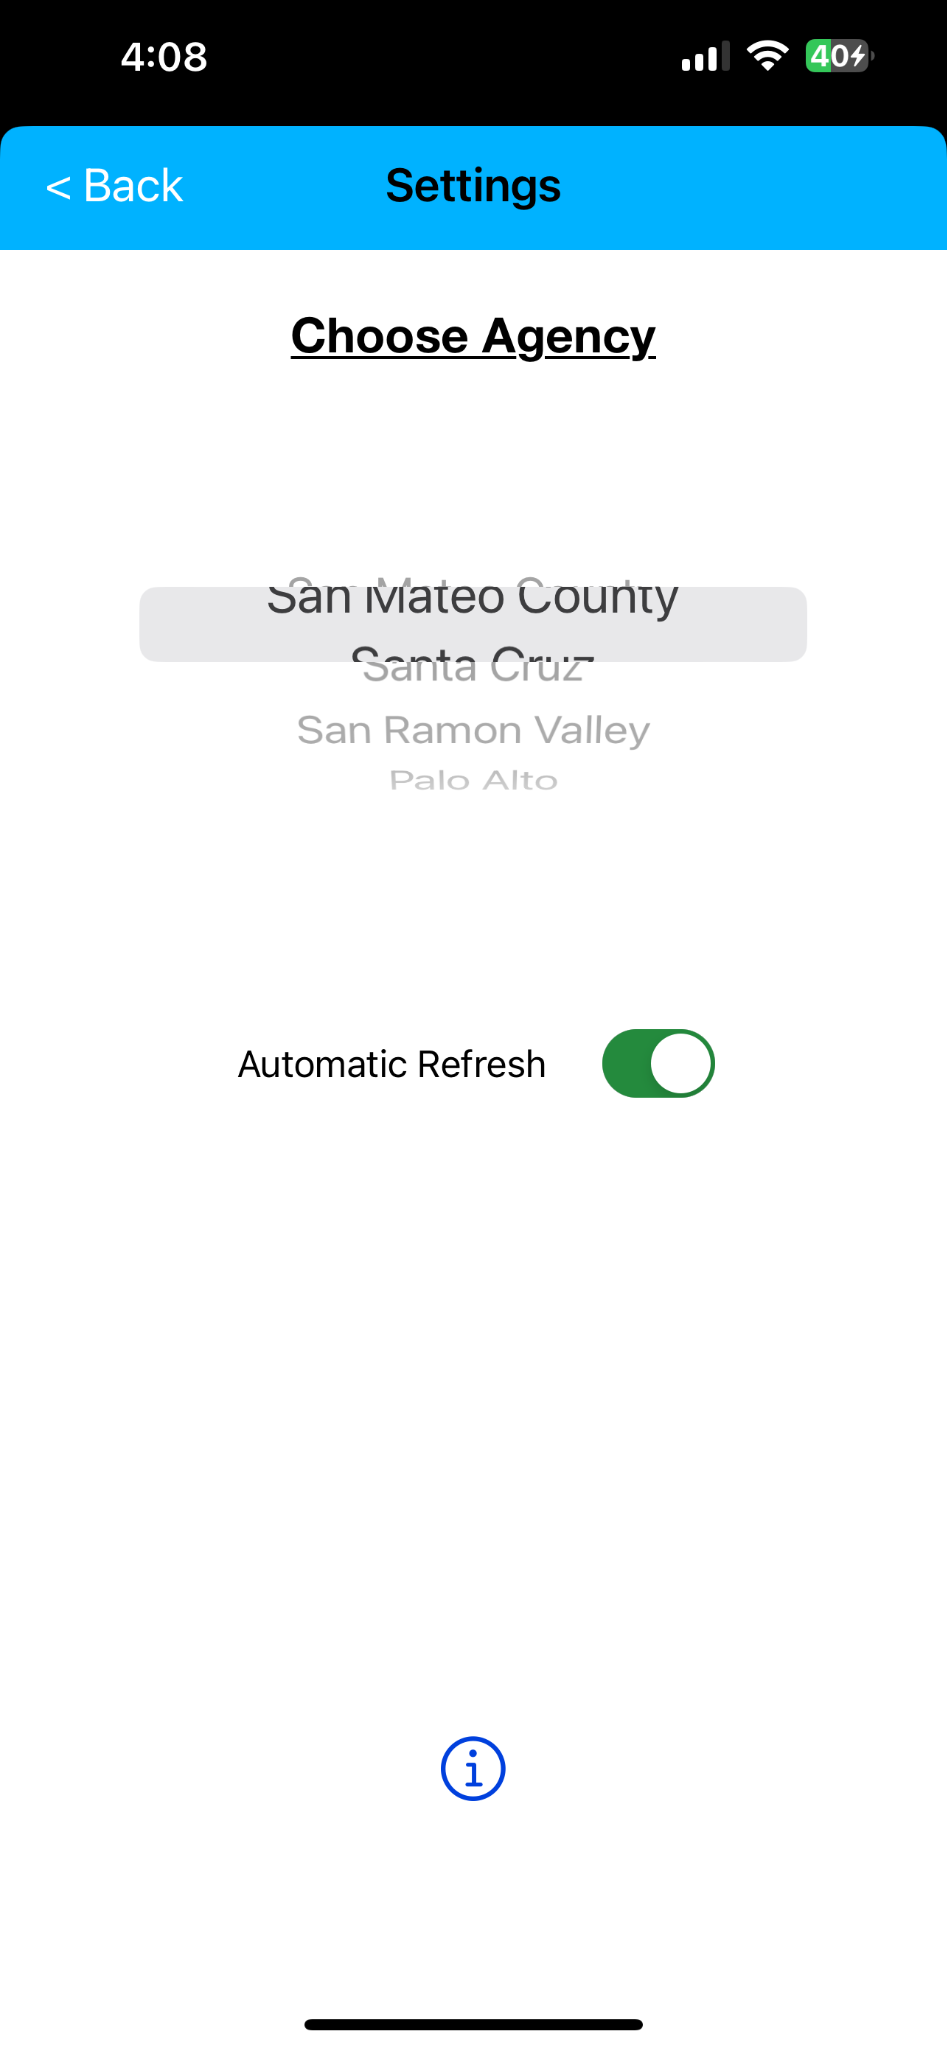 4:08
40
< Back
Settings
Choose Agency
San Mateo County
Santa Cruz
San Ramon Valley
Palo Alto
Automatic Refresh